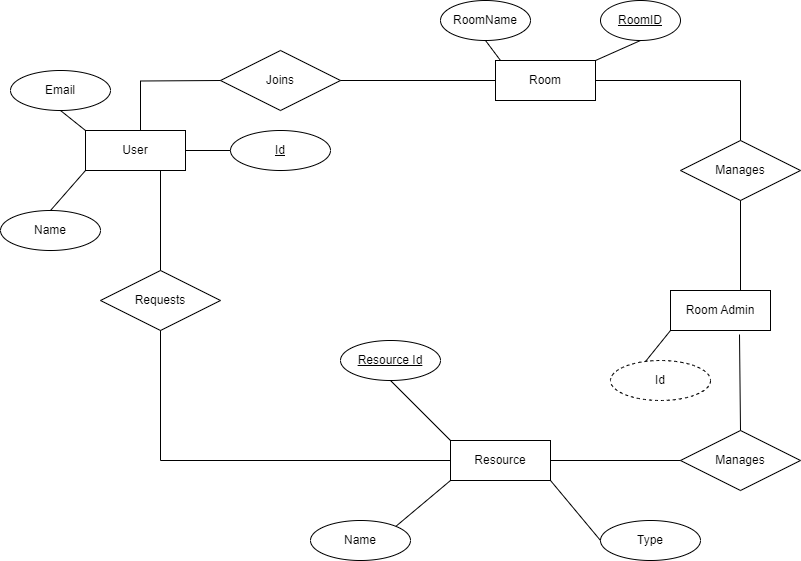 RoomName
RoomID
Joins
Room
Email
User
Id
Manages
Name
Requests
Room Admin
Resource Id
Id
Resource
Manages
Name
Type